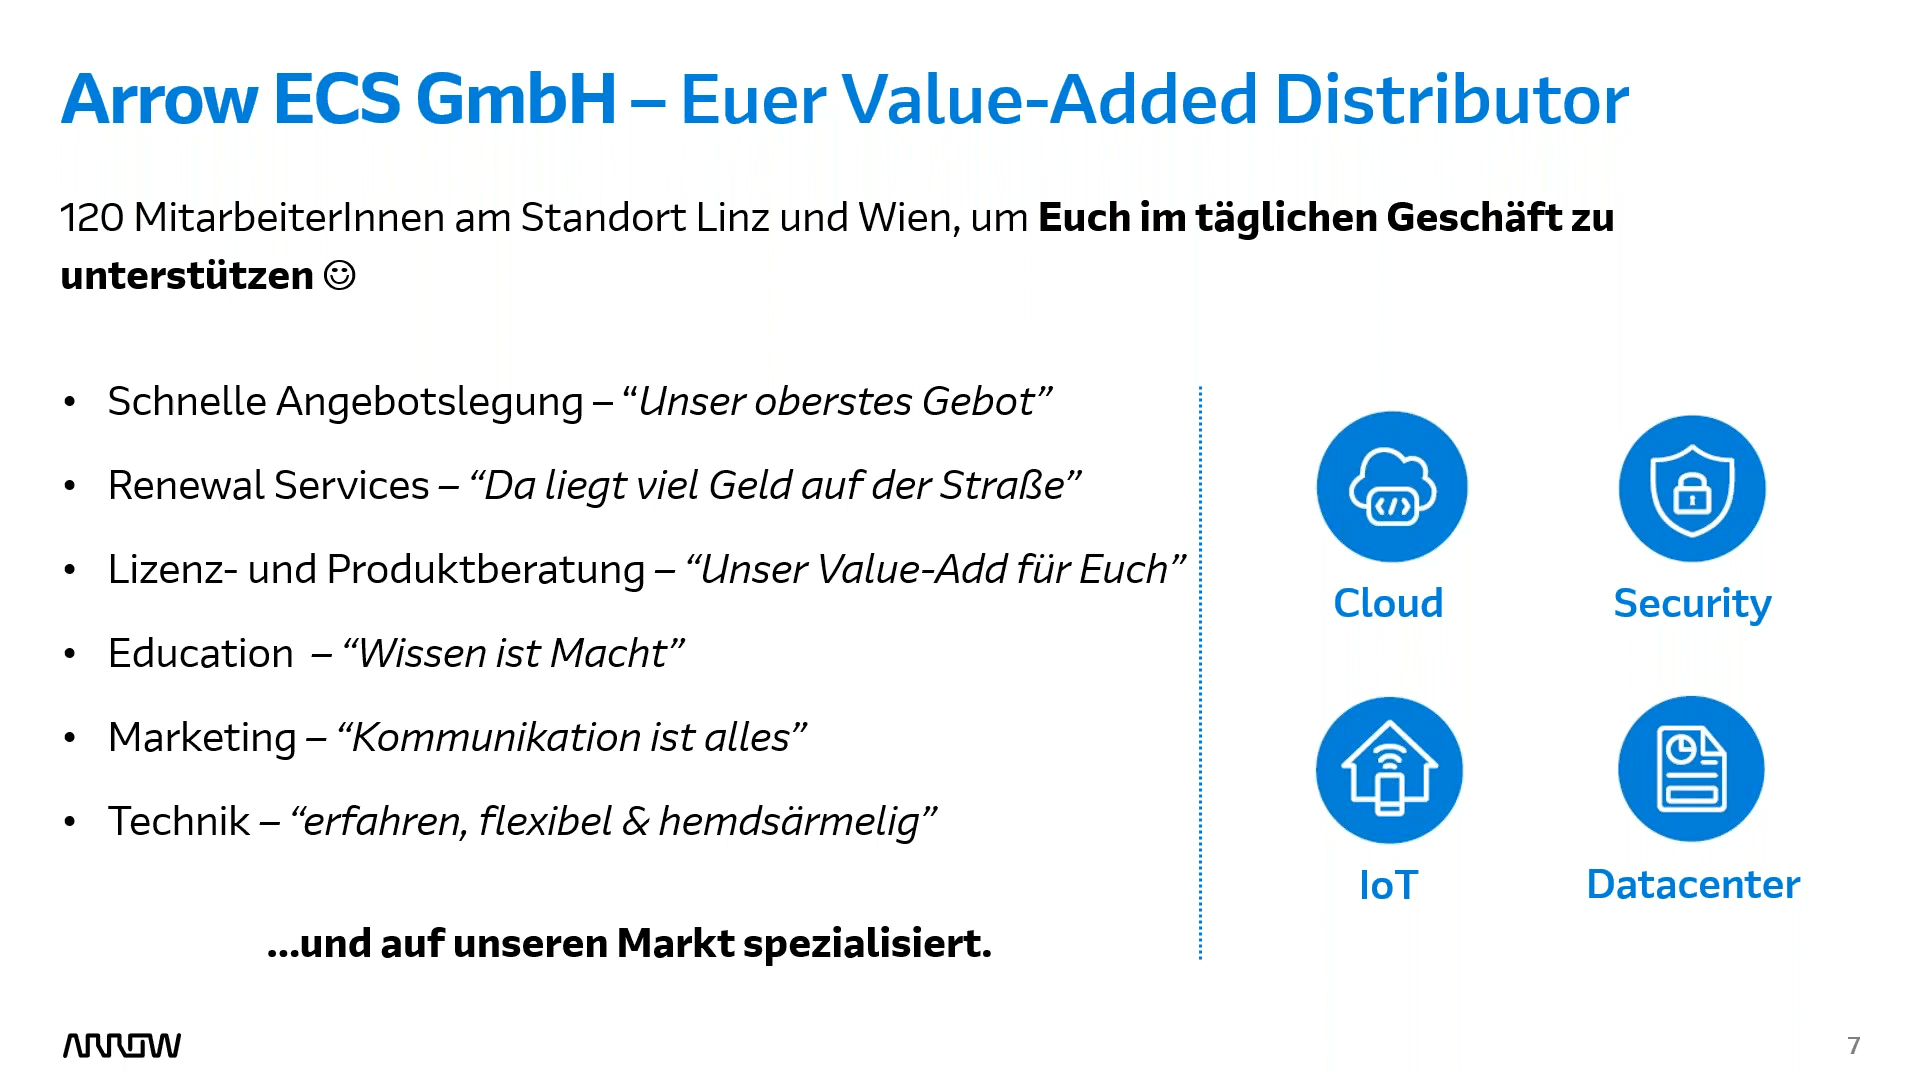 Arrow ECS GmbH – Euer Value-Added Distributor
120 MitarbeiterInnen am Standort Linz und Wien, um Euch im täglichen Geschäft zu
unterstützen ☺
• Schnelle Angebotslegung – “Unser oberstes Gebot”
• Renewal Services – “Da liegt viel Geld auf der Straße”
• Lizenz- und Produktberatung – “Unser Value-Add für Euch”
• Education – “Wissen ist Macht”
• Marketing – “Kommunikation ist alles”
• Technik – “erfahren, flexibel & hemdsärmelig”
...und auf unseren Markt spezialisiert.
Cloud
Security
IoT
Datacenter
ARROW
7